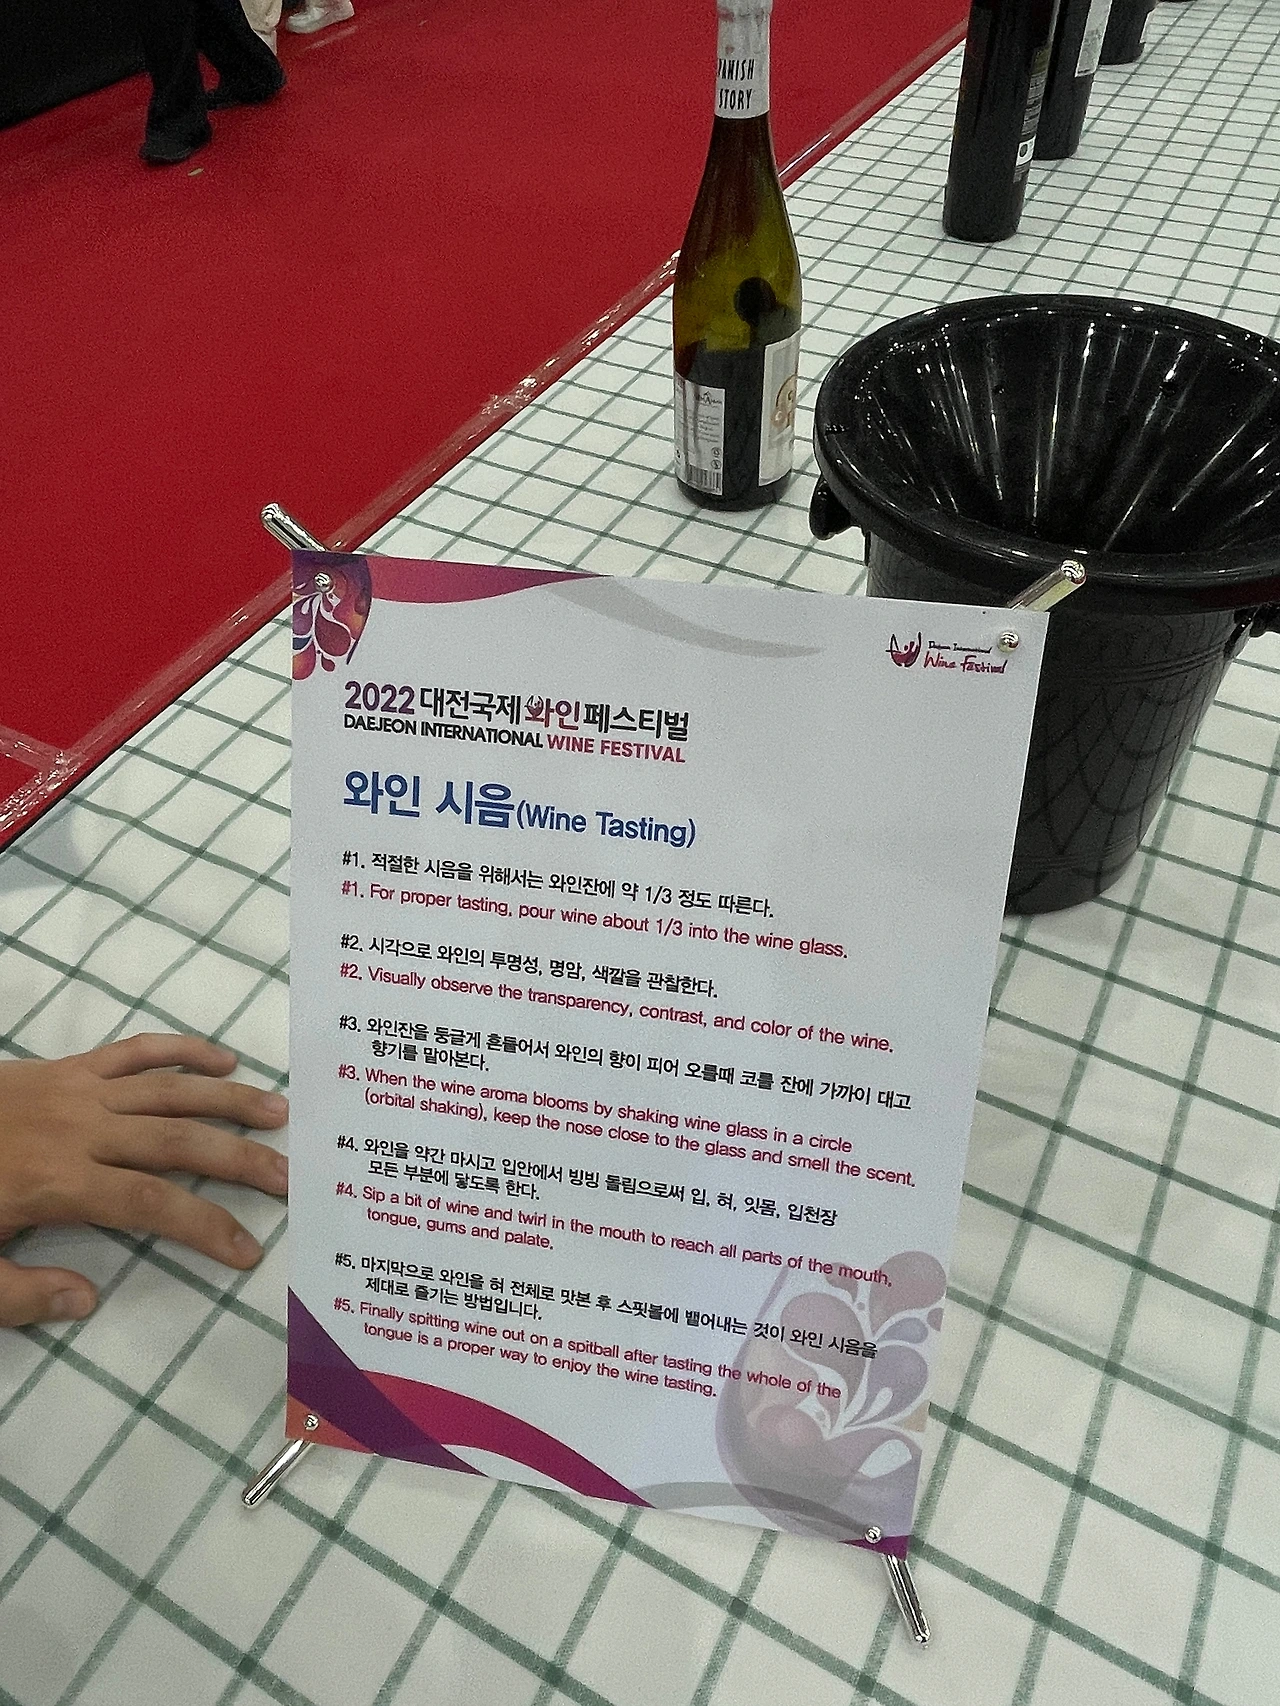 PANISH
STORY
Daejeon International
Wine Festival
2022 대전국제와인페스티벌
DAEJEON INTERNATIONAL WINE FESTIVAL
와인 시음(Wine Tasting)
#1. 적절한 시음을 위해서는 와인잔에 약 1/3 정도 따른다.
#1. For proper tasting, pour wine about 1/3 into the wine glass.
#2. 시각으로 와인의 투명성, 명암, 색깔을 관찰한다.
#2. Visually observe the transparency, contrast, and color of the wine.
#3. 와인잔을 둥글게 흔들어서 와인의 향이 피어 오를때 코를 잔에 가까이 대고
향기를 맡아본다.
#3. When the wine aroma blooms by shaking wine glass in a circle
(orbital shaking), keep the nose close to the glass and smell the scent.
#4. 와인을 약간 마시고 입안에서 빙빙 돌림으로써 입, 혀, 잇몸, 입천장
모든 부분에 닿도록 한다.
#4. Sip a bit of wine and twirl in the mouth to reach all parts of the mouth,
tongue, gums and palate.
#5. 마지막으로 와인을 혀 전체로 맛본 후 스핏볼에 뱉어내는 것이 와인 시음을
제대로 즐기는 방법입니다.
#5. Finally spitting wine out on a spitball after tasting the whole of the
tongue is a proper way to enjoy the wine tasting.